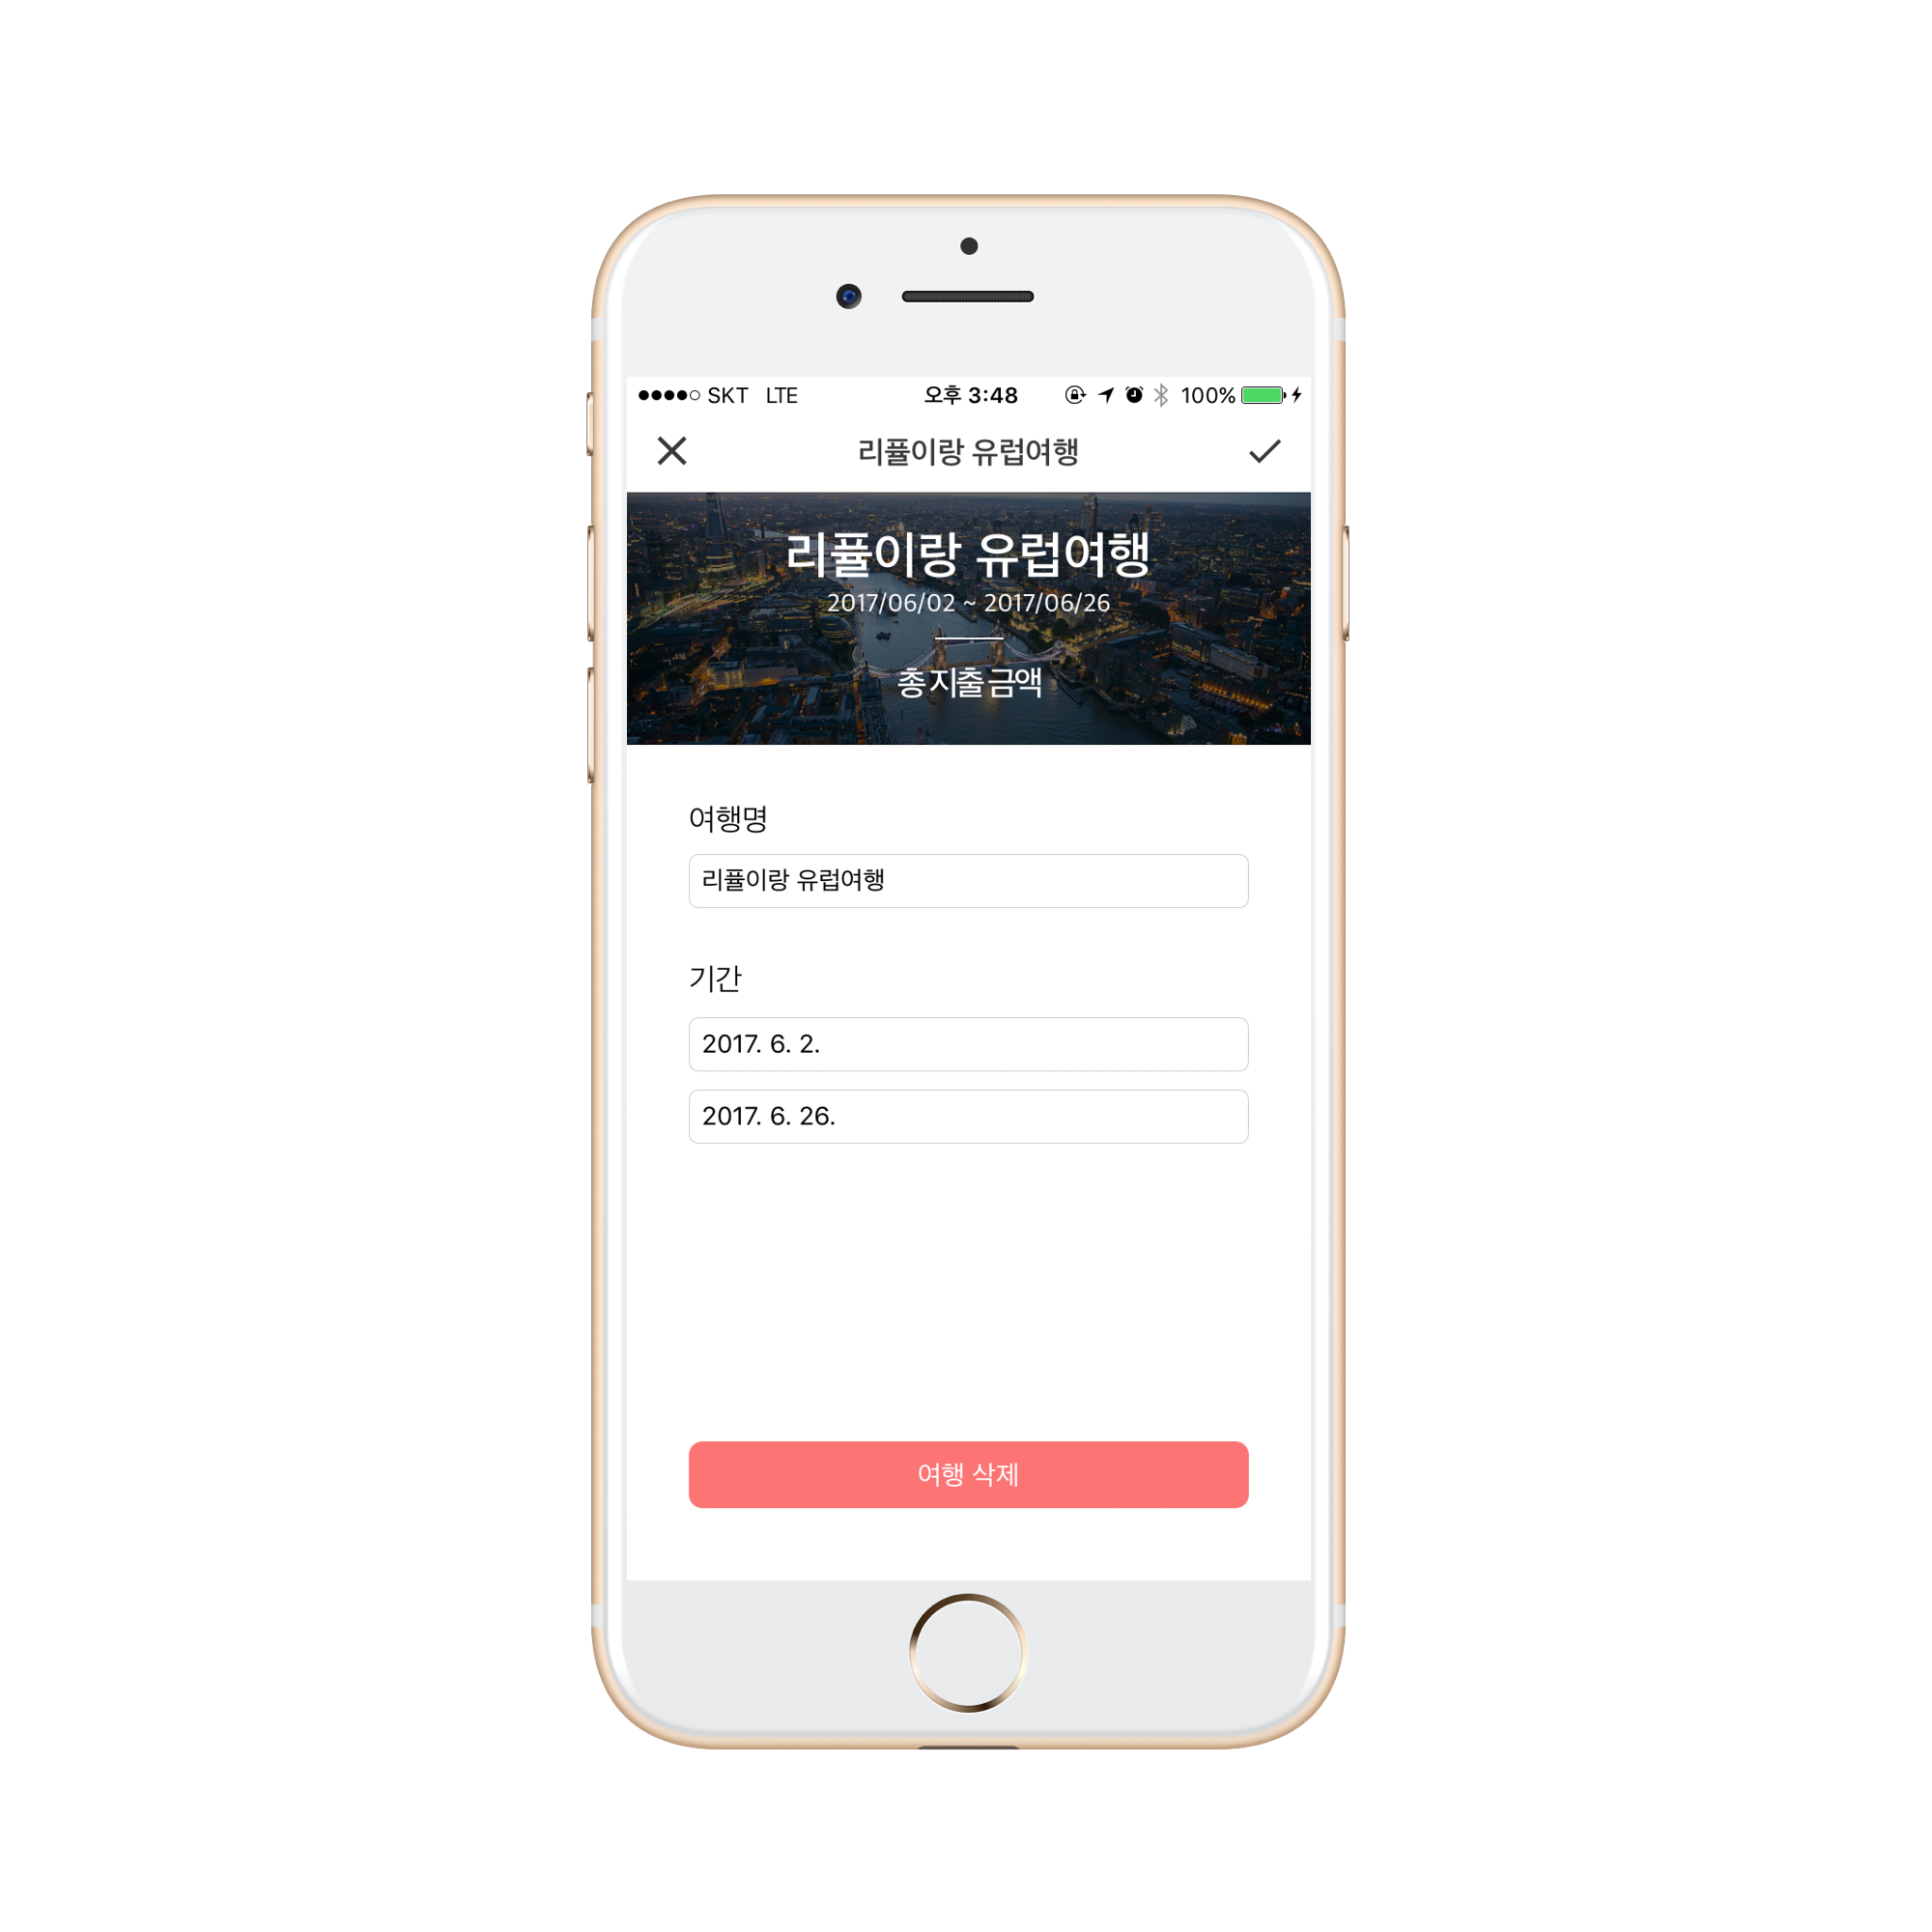 SKT LTE 오후 3:48 100%
리플이랑 유럽여행
리플이랑 유럽여행
2017/06/02 ~ 2017/06/26
총 지출 금액
여행명
리플이랑 유럽여행
기간
2017. 6. 2.
2017. 6. 26.
여행 삭제